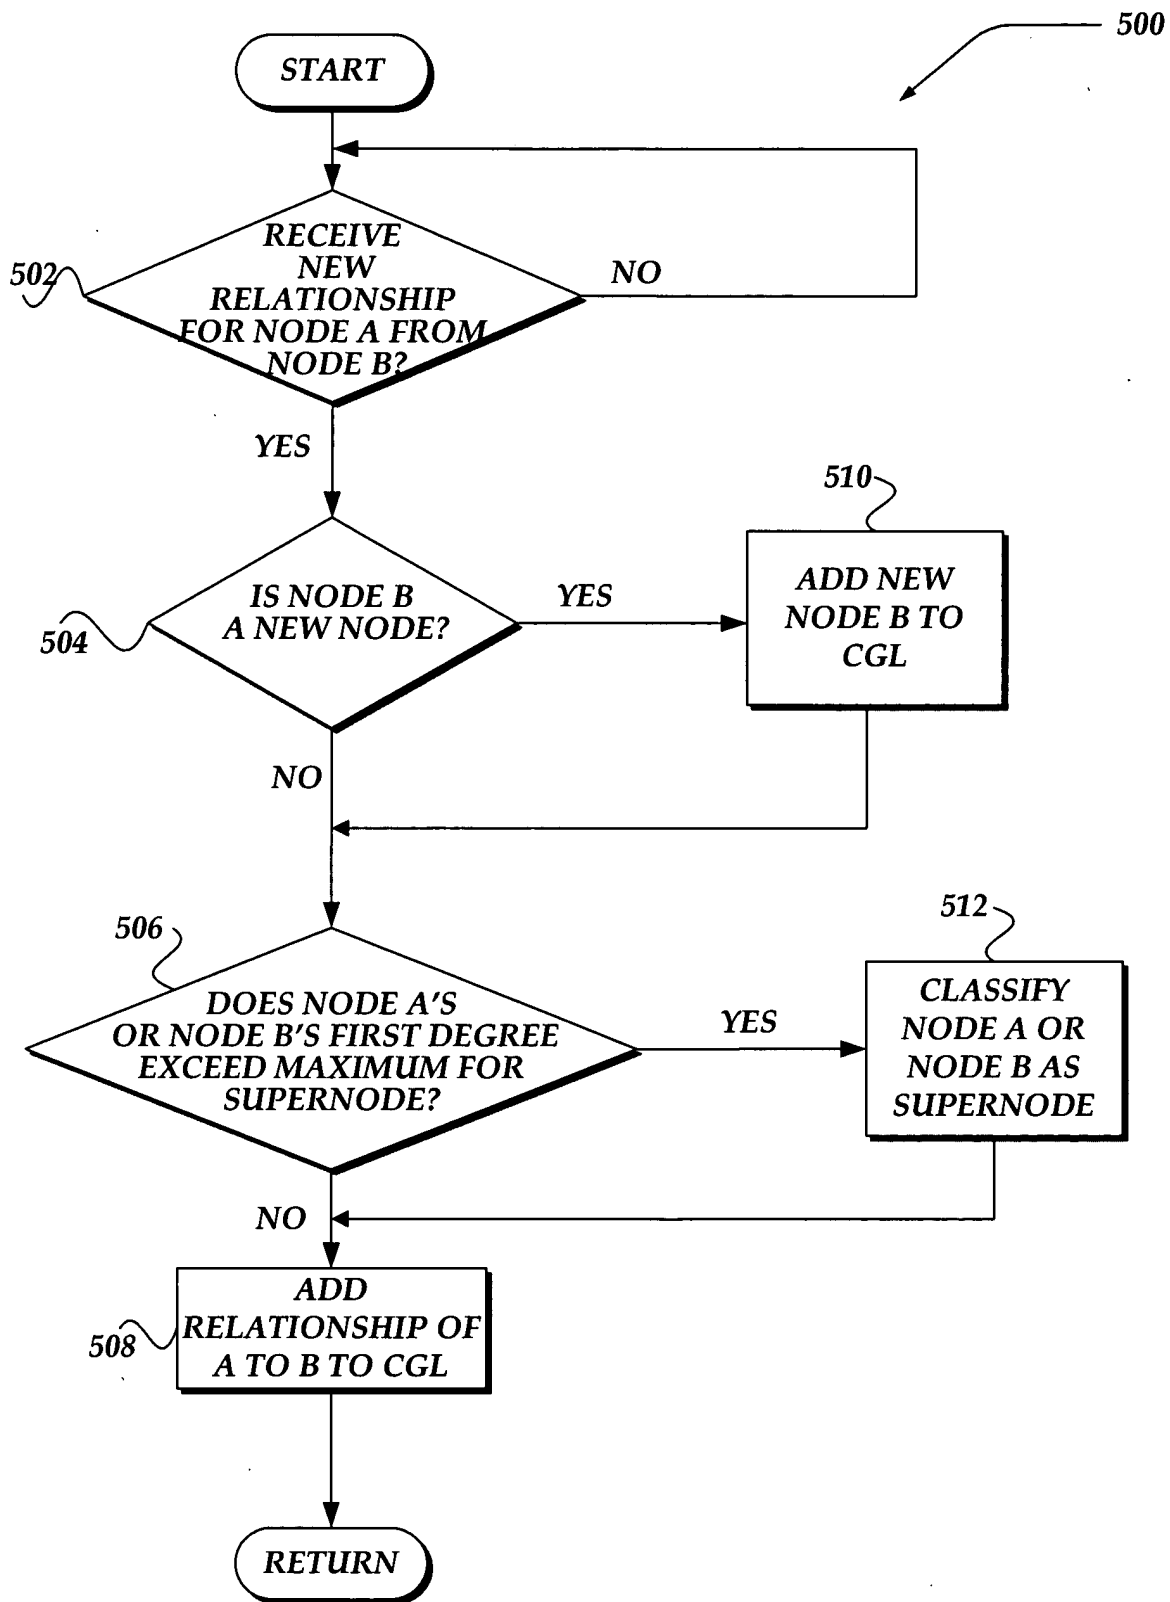 500
START
RECEIVE
NEW
RELATIONSHIP
FOR NODE A FROM
NODE B?
502
NO
YES
510
IS NODE B
A NEW NODE?
504
YES
ADD NEW
NODE B TO
CGL
NO
506
512
DOES NODE A'S
OR NODE B'S FIRST DEGREE
EXCEED MAXIMUM FOR
SUPERNODE?
YES
CLASSIFY
NODE A OR
NODE B AS
SUPERNODE
NO
ADD
RELATIONSHIP OF
A TO B TO CGL
508
RETURN